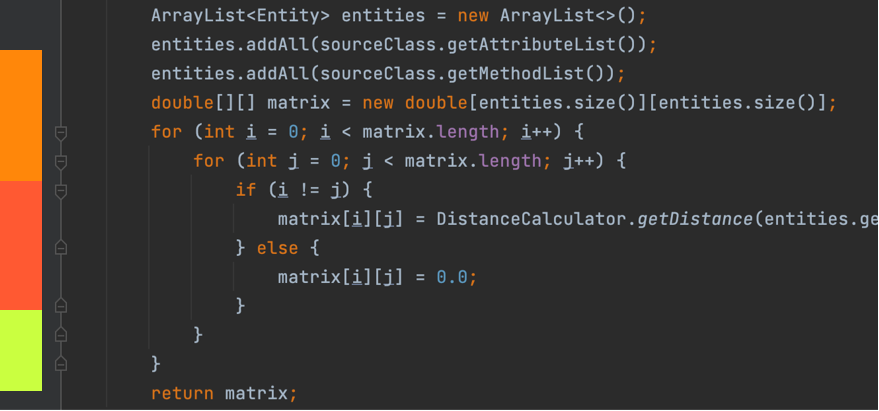 ArrayList<Entity> entities = new ArrayList<>();
entities.addAll(sourceClass.getAttributeList());
entities.addAll(sourceClass.getMethodList());
double[][] matrix = new double[entities.size()][entities.size()];
for (int i = 0; i < matrix.length; i++) {
for (int j = 0; j < matrix.length; j++) {
if (i != j) {
matrix[i][j] = DistanceCalculator.getDistance(entities.ge
} else {
matrix[i][j] = 0.0;
}
}
}
return matrix;